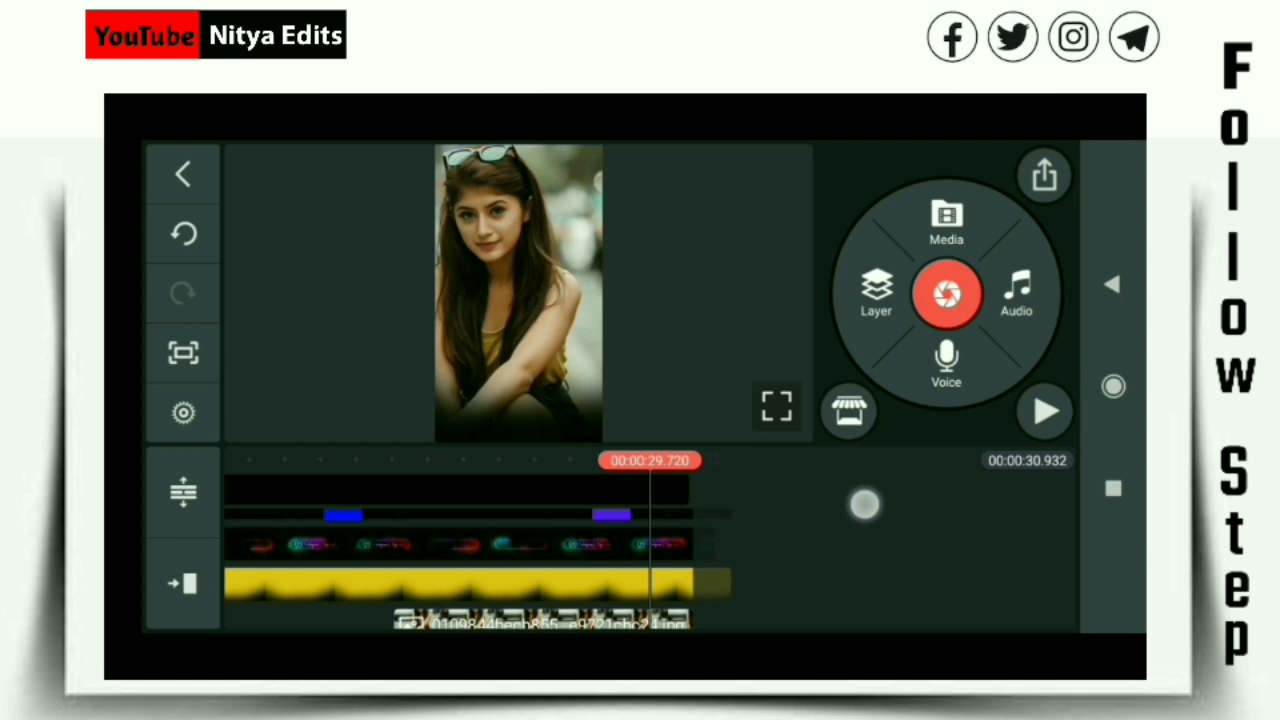 YouTube Nitya Edits
Follow Step
Media
Layer
Audio
Voice
00:00:29.720
00:00:30.932